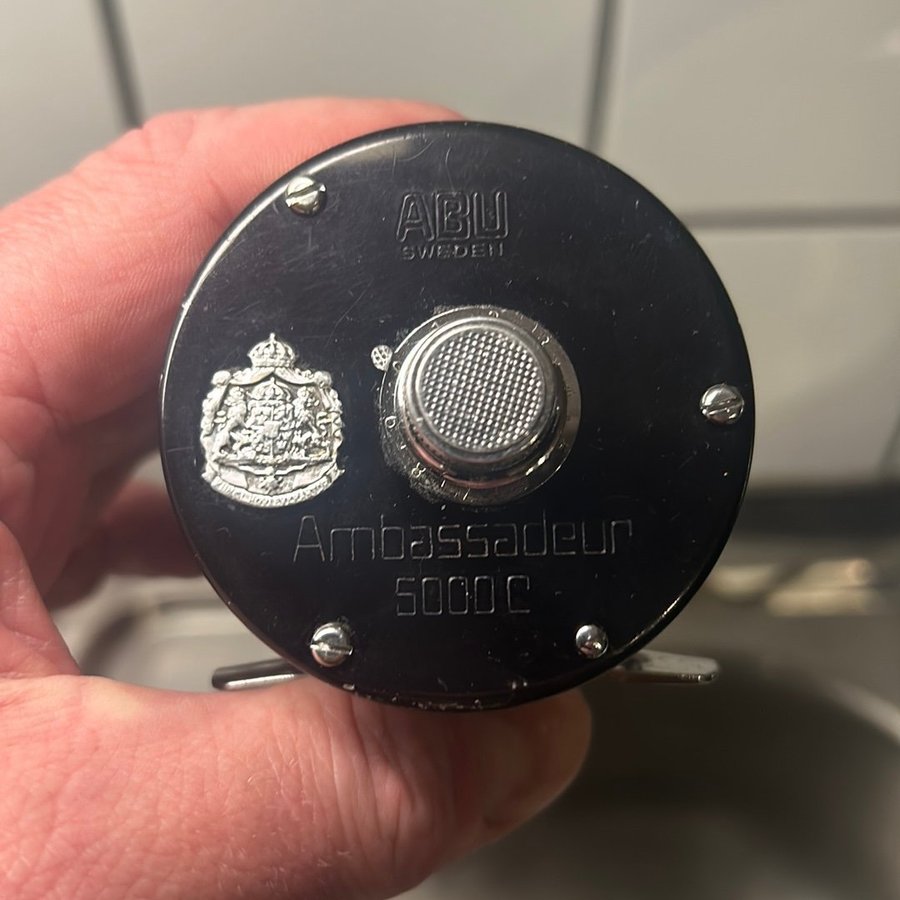 ABU
SWEDEN
Ambassadeur
5000 C